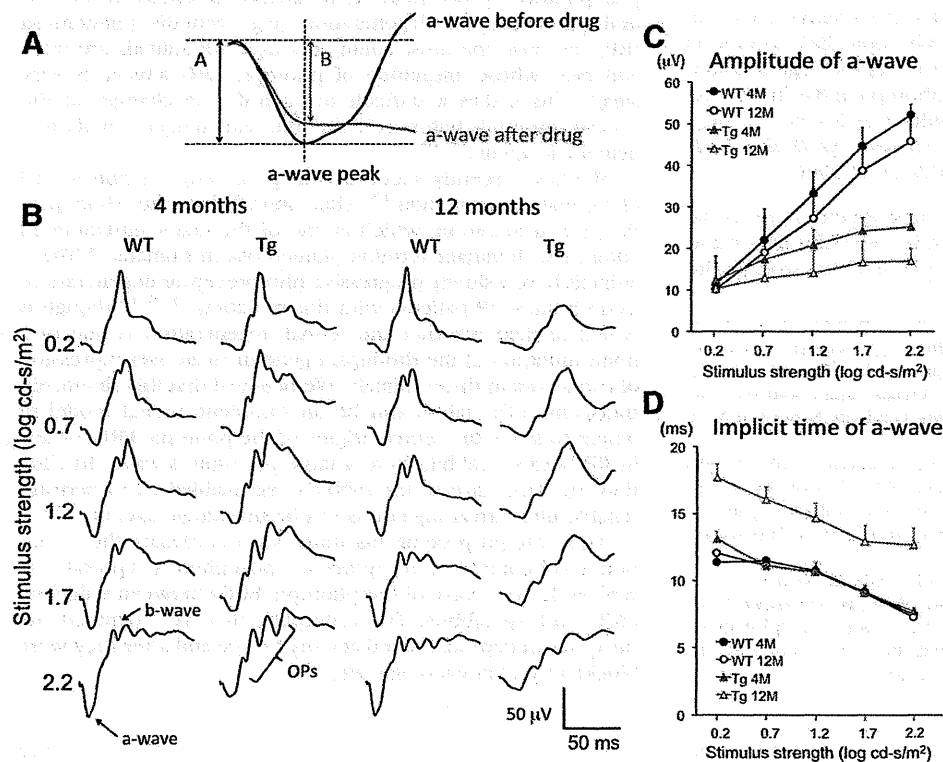 A
a-wave before drug
A
B
a-wave after drug
a-wave peak
B
4 months
12 months
WT
Tg
WT
Tg
Stimulus strength (log cd-s/m²)
0.2
0.7
1.2
1.7
2.2
b-wave
OPs
a-wave
50 μV
50 ms
C
(μV)
Amplitude of a-wave
60
50
40
30
20
10
0
WT 4M
WT 12M
Tg 4M
Tg 12M
0.2 0.7 1.2 1.7 2.2
Stimulus strength (log cd-s/m²)
D
(ms)
Implicit time of a-wave
20
15
10
5
0
WT 4M
WT 12M
Tg 4M
Tg 12M
0.2 0.7 1.2 1.7 2.2
Stimulus strength (log cd-s/m²)